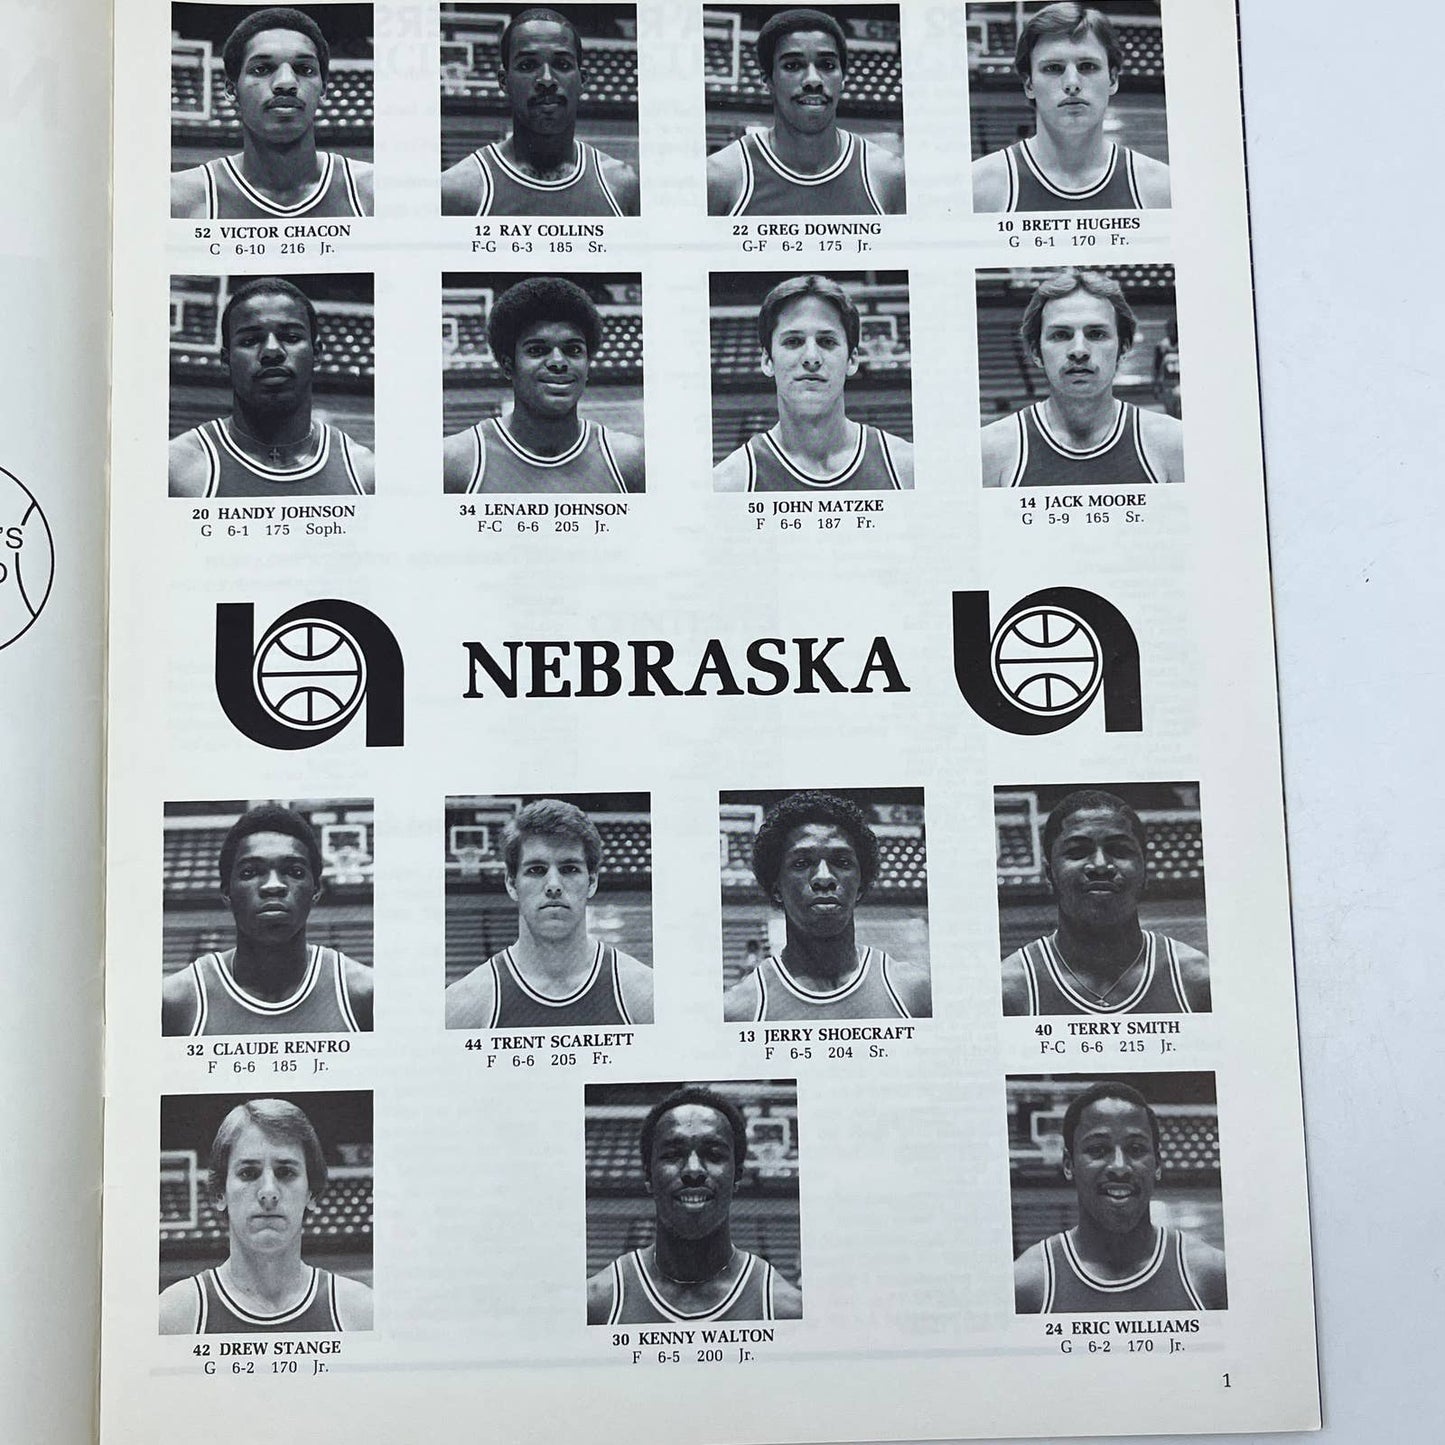 52 VICTOR CHACON
C 6-10 216 Jr.
12 RAY COLLINS
F-G 6-3 185 Sr.
22 GREG DOWNING
G-F 6-2 175 Jr.
10 BRETT HUGHES
G 6-1 170 Fr.
20 HANDY JOHNSON
G 6-1 175 Soph.
34 LENARD JOHNSON
F-C 6-6 205 Jr.
50 JOHN MATZKE
F 6-6 187 Fr.
14 JACK MOORE
G 5-9 165 Sr.
'S
NEBRASKA
32 CLAUDE RENFRO
F 6-6 185 Jr.
44 TRENT SCARLETT
F 6-6 205 Fr.
13 JERRY SHOECRAFT
F 6-5 204 Sr.
40 TERRY SMITH
F-C 6-6 215 Jr.
42 DREW STANGE
G 6-2 170 Jr.
30 KENNY WALTON
F 6-5 200 Jr.
24 ERIC WILLIAMS
G 6-2 170 Jr.
1